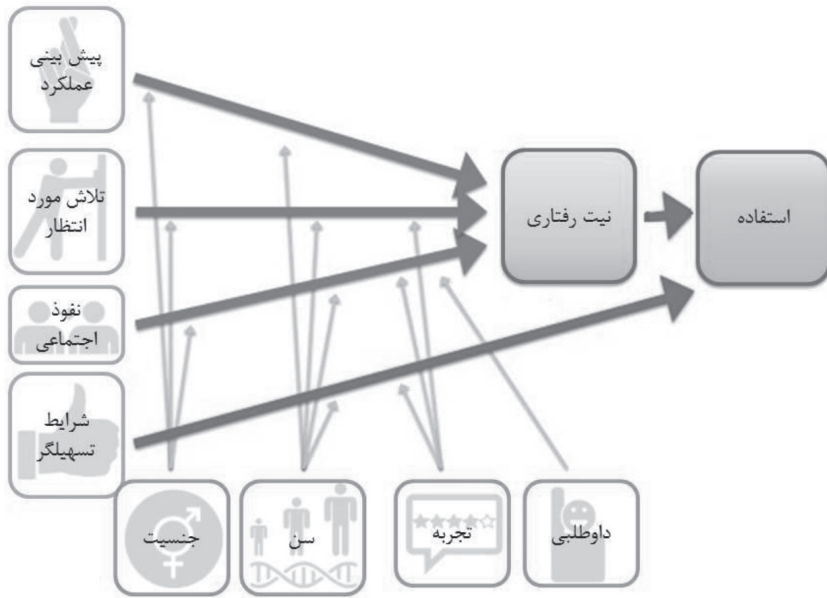 پیش بینی
عملکرد
تلاش مورد
انتظار
نفوذ
اجتماعی
شرایط
تسهیلگر
نیت رفتاری
استفاده
جنسیت
سن
تجربه
داوطلبی